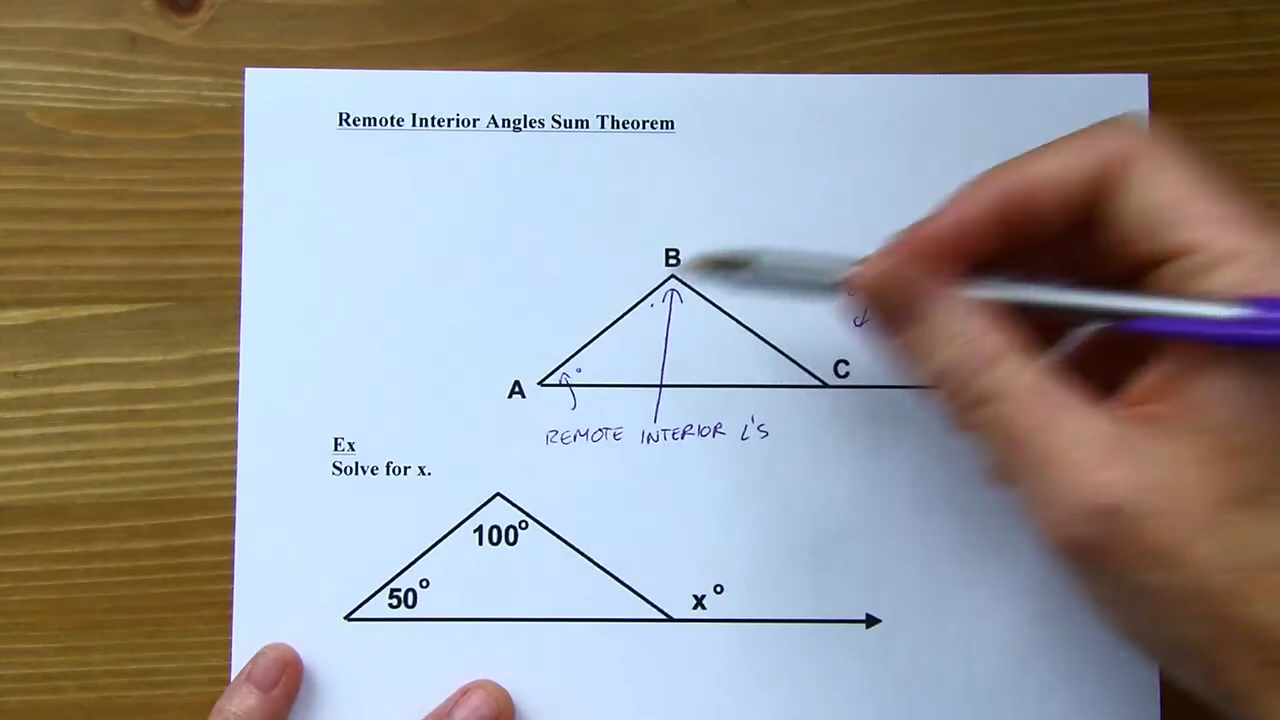 Remote Interior Angles Sum Theorem
B
A
C
REMOTE INTERIOR ∠'S
Ex
Solve for x.
100°
50°
x°